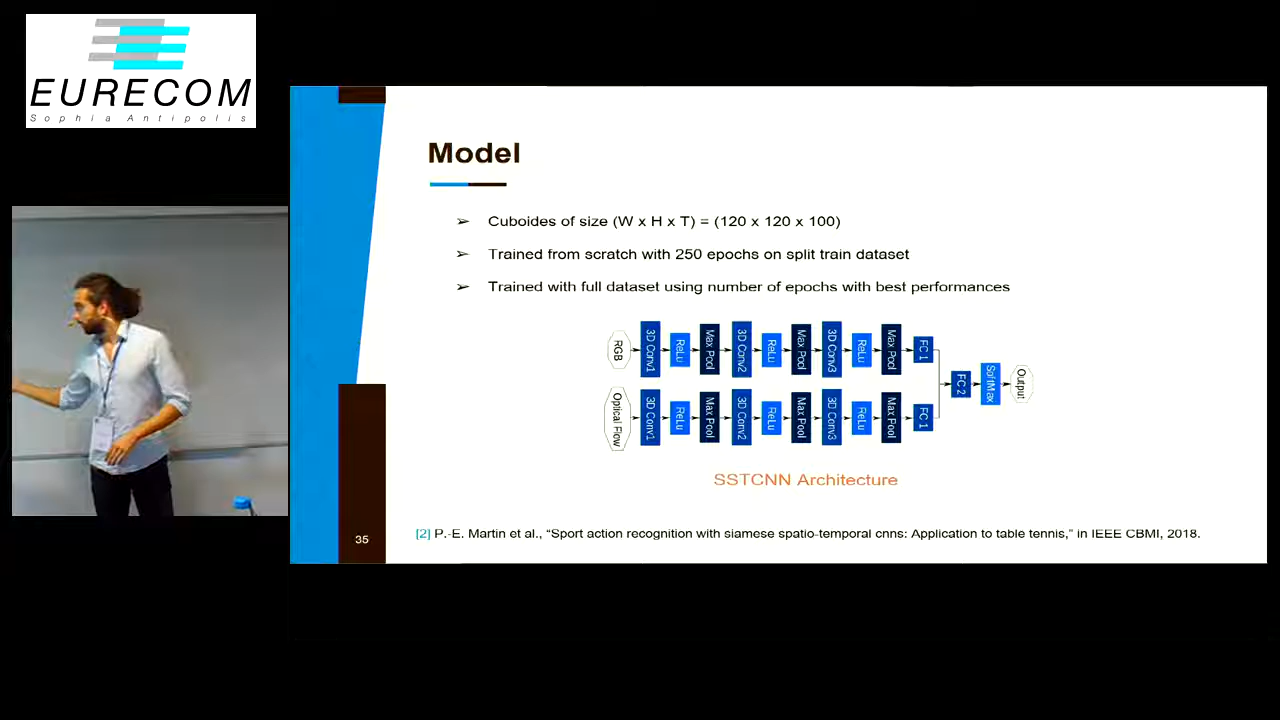 EURECOM
Sophia Antipolis
Model
➢ Cuboides of size (W x H x T) = (120 x 120 x 100)
➢ Trained from scratch with 250 epochs on split train dataset
➢ Trained with full dataset using number of epochs with best performances
RGB
3D Conv1
ReLu
Max Pool
3D Conv2
ReLu
Max Pool
3D Conv3
ReLu
Max Pool
FC 1
Optical Flow
3D Conv1
ReLu
Max Pool
3D Conv2
ReLu
Max Pool
3D Conv3
ReLu
Max Pool
FC 1
FC 2
SoftMax
Output
SSTCNN Architecture
[2] P.-E. Martin et al., “Sport action recognition with siamese spatio-temporal cnns: Application to table tennis,” in IEEE CBMI, 2018.
35